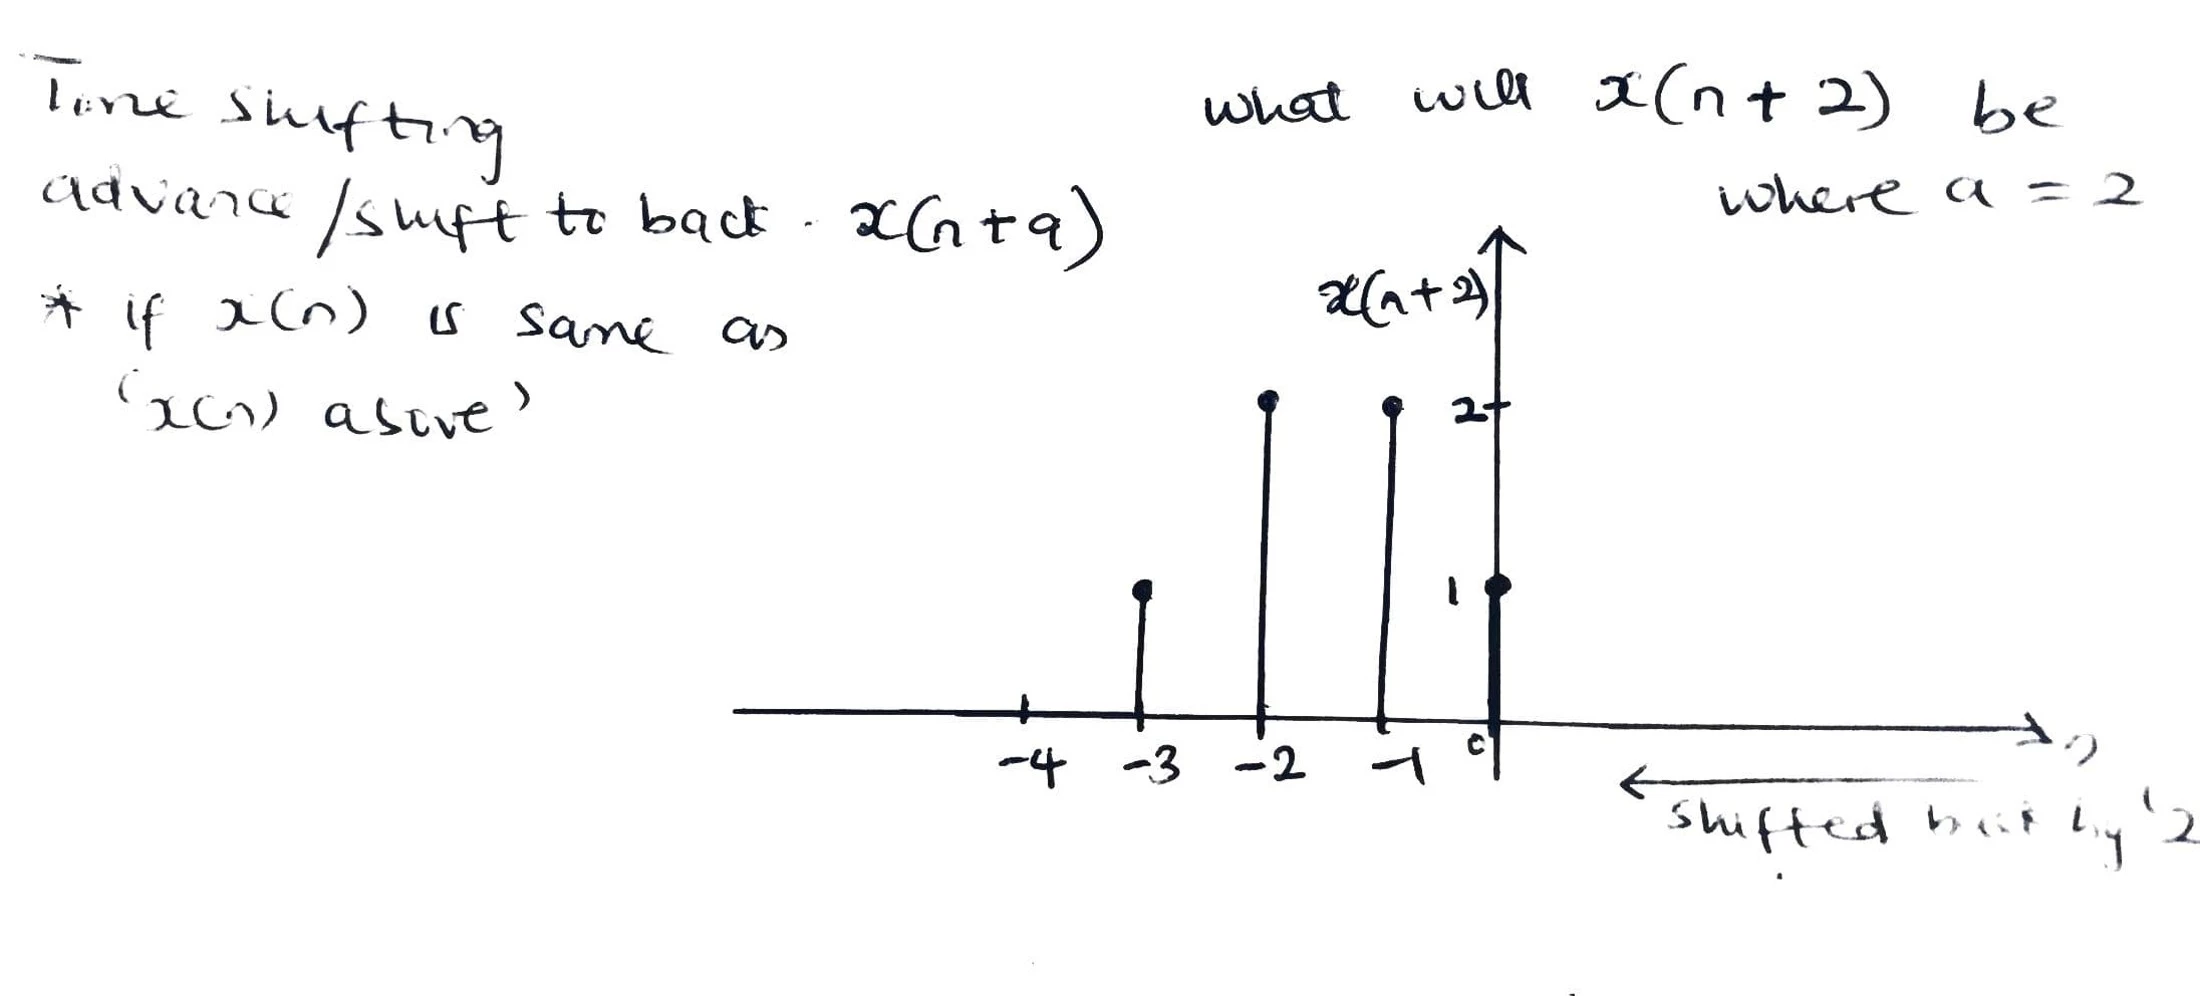 Time shifting
advance/shift to back. x(n+a)
* if x(n) is same as
'x(n) above'
what will x(n+2) be
where a = 2
x(n+2)
2
1
-4 -3 -2 -1 0 n
shifted by '2